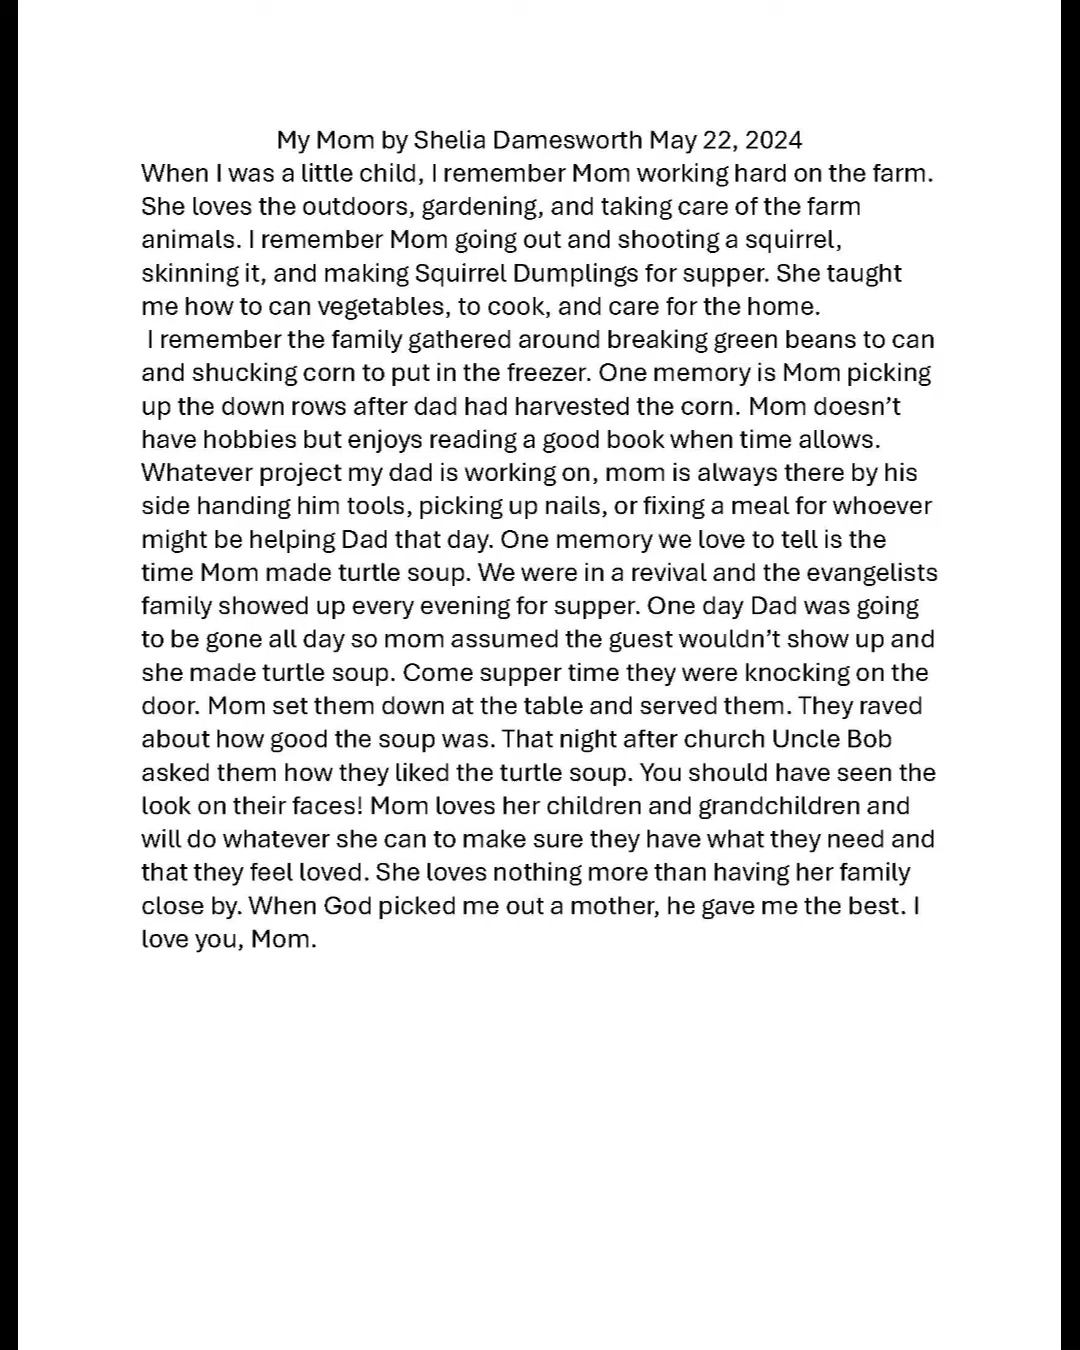 My Mom by Shelia Damesworth May 22, 2024
When I was a little child, I remember Mom working hard on the farm.
She loves the outdoors, gardening, and taking care of the farm
animals. I remember Mom going out and shooting a squirrel,
skinning it, and making Squirrel Dumplings for supper. She taught
me how to can vegetables, to cook, and care for the home.
I remember the family gathered around breaking green beans to can
and shucking corn to put in the freezer. One memory is Mom picking
up the down rows after dad had harvested the corn. Mom doesn’t
have hobbies but enjoys reading a good book when time allows.
Whatever project my dad is working on, mom is always there by his
side handing him tools, picking up nails, or fixing a meal for whoever
might be helping Dad that day. One memory we love to tell is the
time Mom made turtle soup. We were in a revival and the evangelists
family showed up every evening for supper. One day Dad was going
to be gone all day so mom assumed the guest wouldn’t show up and
she made turtle soup. Come supper time they were knocking on the
door. Mom set them down at the table and served them. They raved
about how good the soup was. That night after church Uncle Bob
asked them how they liked the turtle soup. You should have seen the
look on their faces! Mom loves her children and grandchildren and
will do whatever she can to make sure they have what they need and
that they feel loved. She loves nothing more than having her family
close by. When God picked me out a mother, he gave me the best. I
love you, Mom.